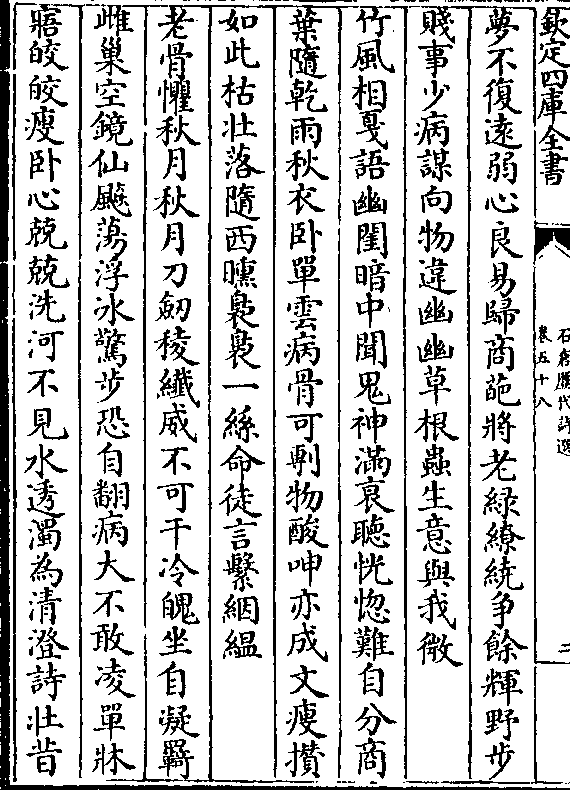 欽定四庫全書
石倉歷代詩選
卷五十八
二
夢不復遠弱心良易歸商葩將老綠繚繞爭餘輝野步
賤事少病謀向物違幽幽草根蟲生意與我微
竹風相戛語幽閨暗中聞鬼神滿衰聽恍惚難自分商
葉隨乾雨秋衣卧單雲病骨可剸物酸呻亦成文瘦攢
如此枯壯落隨西曛裊裊一綫命徒言繫絪縕
老骨懼秋月秋月刀劒稜纖威不可干冷魄坐自凝羇
雌巢空鏡仙飈蕩浮冰驚步恐自翻病大不敢凌單牀
寤皎皎瘦卧心兢兢洗河不見水透濁為清澄詩壯昔